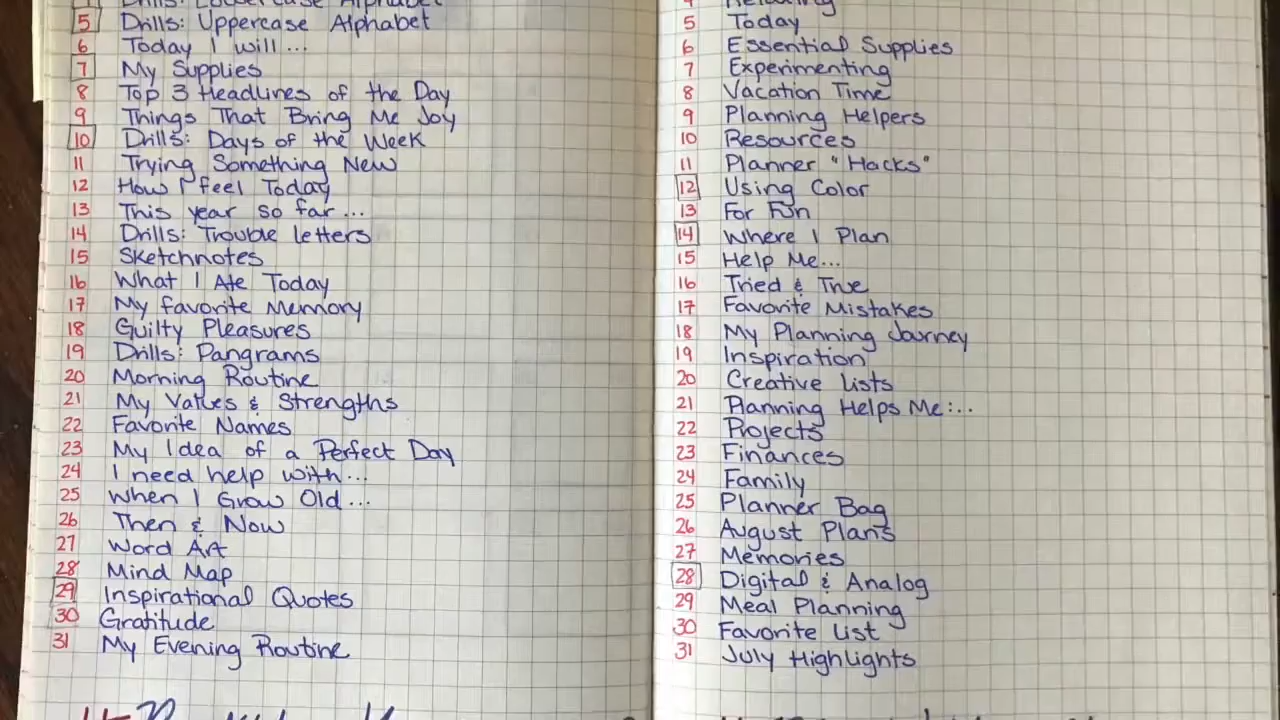 Drills: Lowercase Alphabet
5 Drills: Uppercase Alphabet
6 Today I will...
7 My Supplies
8 Top 3 Headlines of the Day
9 Things That Bring Me Joy
10 Drills: Days of the Week
11 Trying Something New
12 How I feel Today
13 This year so far...
14 Drills: Trouble letters
15 Sketchnotes
16 What I Ate Today
17 My favorite Memory
18 Guilty Pleasures
19 Drills: Pangrams
20 Morning Routine
21 My Values & Strengths
22 Favorite Names
23 My Idea of a Perfect Day
24 I need help with...
25 When I Grow Old...
26 Then & Now
27 Word Art
28 Mind Map
29 Inspirational Quotes
30 Gratitude
31 My Evening Routine
5 Today
6 Essential Supplies
7 Experimenting
8 Vacation Time
9 Planning Helpers
10 Resources
11 Planner "Hacks"
12 Using Color
13 For Fun
14 Where I Plan
15 Help Me...
16 Tried & True
17 Favorite Mistakes
18 My Planning Journey
19 Inspiration
20 Creative Lists
21 Planning Helps Me:..
22 Projects
23 Finances
24 Family
25 Planner Bag
26 August Plans
27 Memories
28 Digital & Analog
29 Meal Planning
30 Favorite List
31 July Highlights